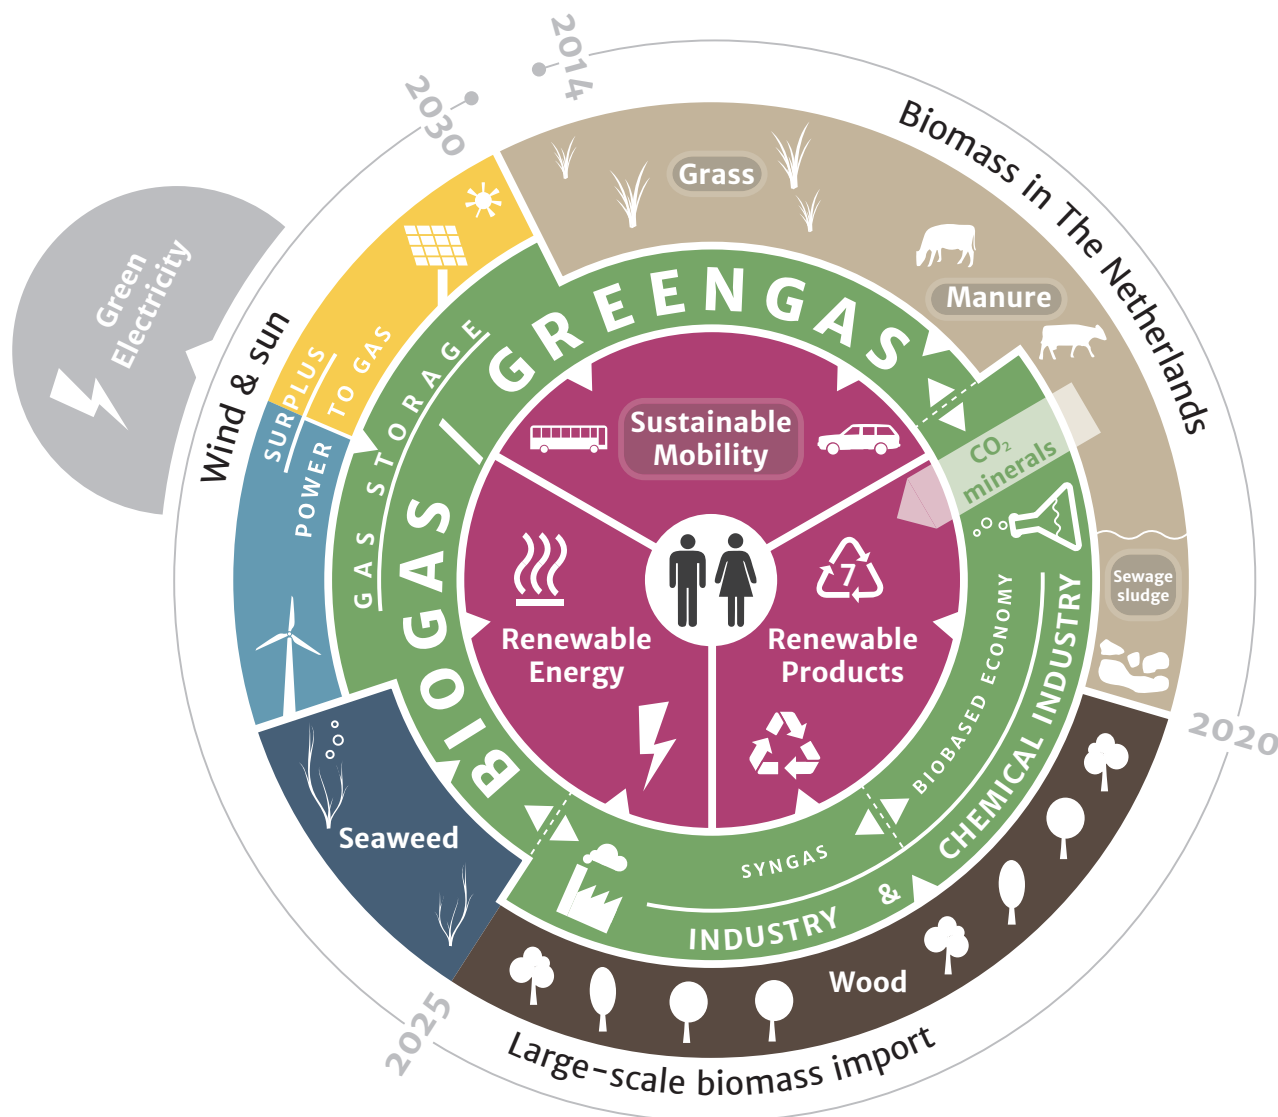 2014
2030
Biomass in The Netherlands
Grass
Manure
Green
Electricity
Wind & sun
SURPLUS
POWER
TO GAS
GAS STORAGE
BIOGAS / GREENGAS
Sustainable
Mobility
CO₂
minerals
Sewage
sludge
7
Renewable
Energy
Renewable
Products
BIOBASED ECONOMY
CHEMICAL INDUSTRY
&
INDUSTRY
SYNGAS
2020
Seaweed
Wood
2025
Large-scale biomass import